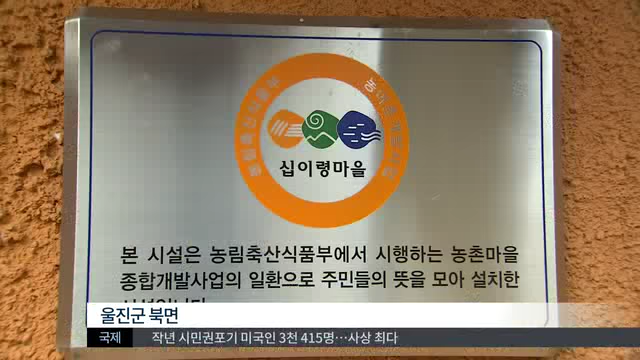 십이령마을
본 시설은 농림축산식품부에서 시행하는 농촌마을
종합개발사업의 일환으로 주민들의 뜻을 모아 설치한
울진군 북면
국제 작년 시민권포기 미국인 3천 415명…사상 최다